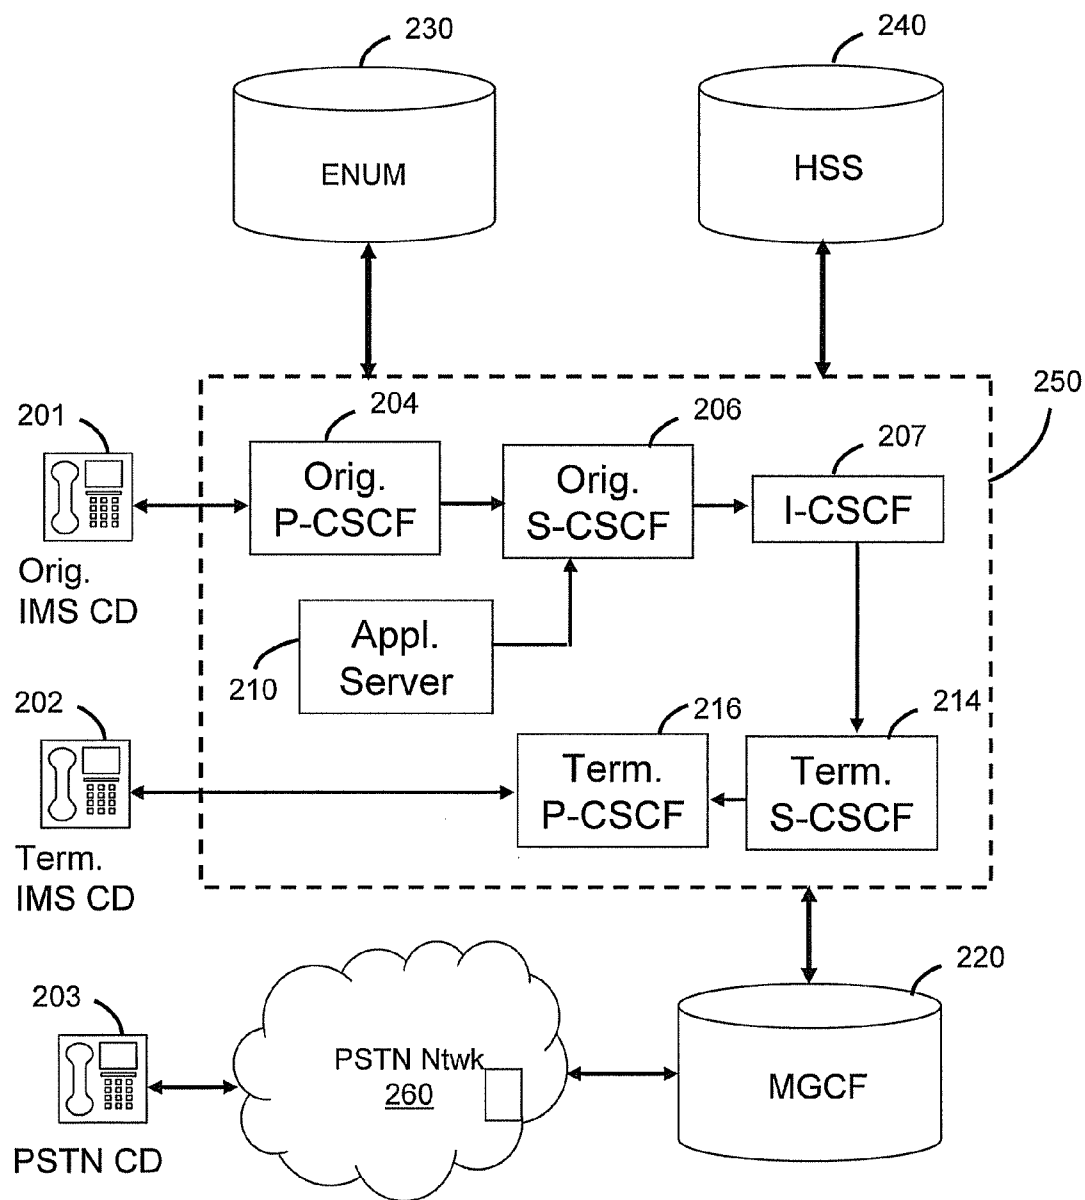 230
240
ENUM
HSS
250
201
204
206
207
Orig.
P-CSCF
Orig.
S-CSCF
I-CSCF
Orig.
IMS CD
Appl.
Server
210
202
216
214
Term.
P-CSCF
Term.
S-CSCF
Term.
IMS CD
220
203
PSTN Ntwk
260
MGCF
PSTN CD